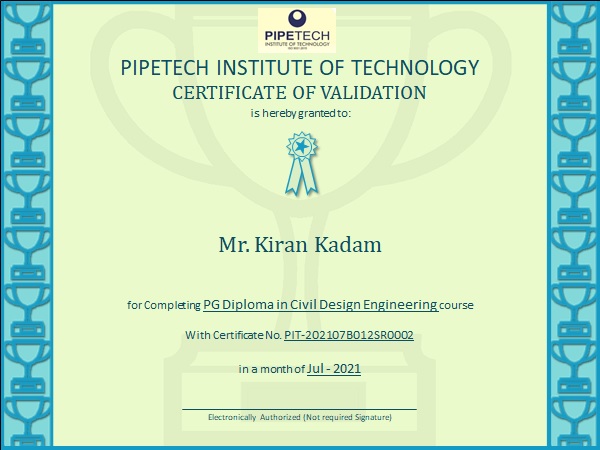 PIPETECH
INSTITUTE OF TECHNOLOGY
PIPETECH INSTITUTE OF TECHNOLOGY
CERTIFICATE OF VALIDATION
is hereby granted to:
Mr. Kiran Kadam
for Completing PG Diploma in Civil Design Engineering course
With Certificate No. PIT-202107B012SR0002
in a month of Jul - 2021
Electronically Authorized (Not required Signature)